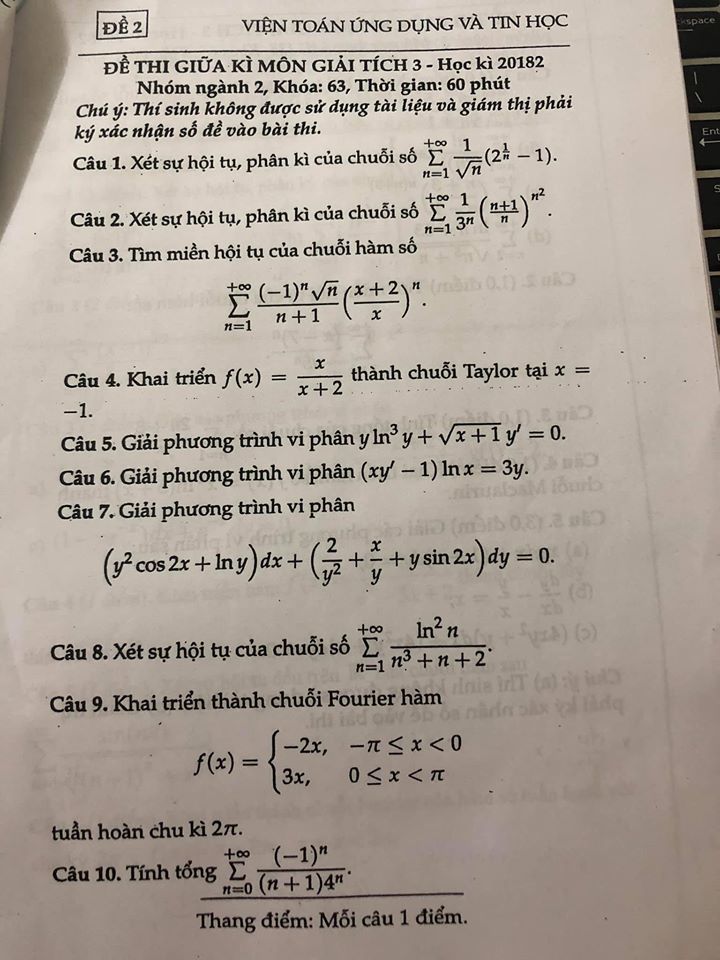 ĐỀ 2
VIỆN TOÁN ỨNG DỤNG VÀ TIN HỌC
ĐỀ THI GIỮA KÌ MÔN GIẢI TÍCH 3 - Học kì 20182
Nhóm ngành 2, Khóa: 63, Thời gian: 60 phút
Chú ý: Thí sinh không được sử dụng tài liệu và giám thị phải
ký xác nhận số đề vào bài thi.
Câu 1. Xét sự hội tụ, phân kì của chuỗi số $\sum_{n=1}^{+\infty} \frac{1}{\sqrt{n}}(2^{\frac{1}{n}} - 1)$.
Câu 2. Xét sự hội tụ, phân kì của chuỗi số $\sum_{n=1}^{+\infty} \frac{1}{3^n}\left(\frac{n+1}{n}\right)^{n^2}$.
Câu 3. Tìm miền hội tụ của chuỗi hàm số
$\sum_{n=1}^{+\infty} \frac{(-1)^n \sqrt{n}}{n+1}\left(\frac{x+2}{x}\right)^n$.
Câu 4. Khai triển $f(x) = \frac{x}{x+2}$ thành chuỗi Taylor tại $x =$
$-1$.
Câu 5. Giải phương trình vi phân $y \ln^3 y + \sqrt{x+1}\, y' = 0$.
Câu 6. Giải phương trình vi phân $(xy' - 1) \ln x = 3y$.
Câu 7. Giải phương trình vi phân
$\left(y^2 \cos 2x + \ln y\right)dx + \left(\frac{2}{y^2} + \frac{x}{y} + y \sin 2x\right)dy = 0$.
Câu 8. Xét sự hội tụ của chuỗi số $\sum_{n=1}^{+\infty} \frac{\ln^2 n}{n^3 + n + 2}$.
Câu 9. Khai triển thành chuỗi Fourier hàm
$f(x) = \begin{cases} -2x, & -\pi \le x < 0 \\ 3x, & 0 \le x < \pi \end{cases}$
tuần hoàn chu kì $2\pi$.
Câu 10. Tính tổng $\sum_{n=0}^{+\infty} \frac{(-1)^n}{(n+1)4^n}$.
Thang điểm: Mỗi câu 1 điểm.